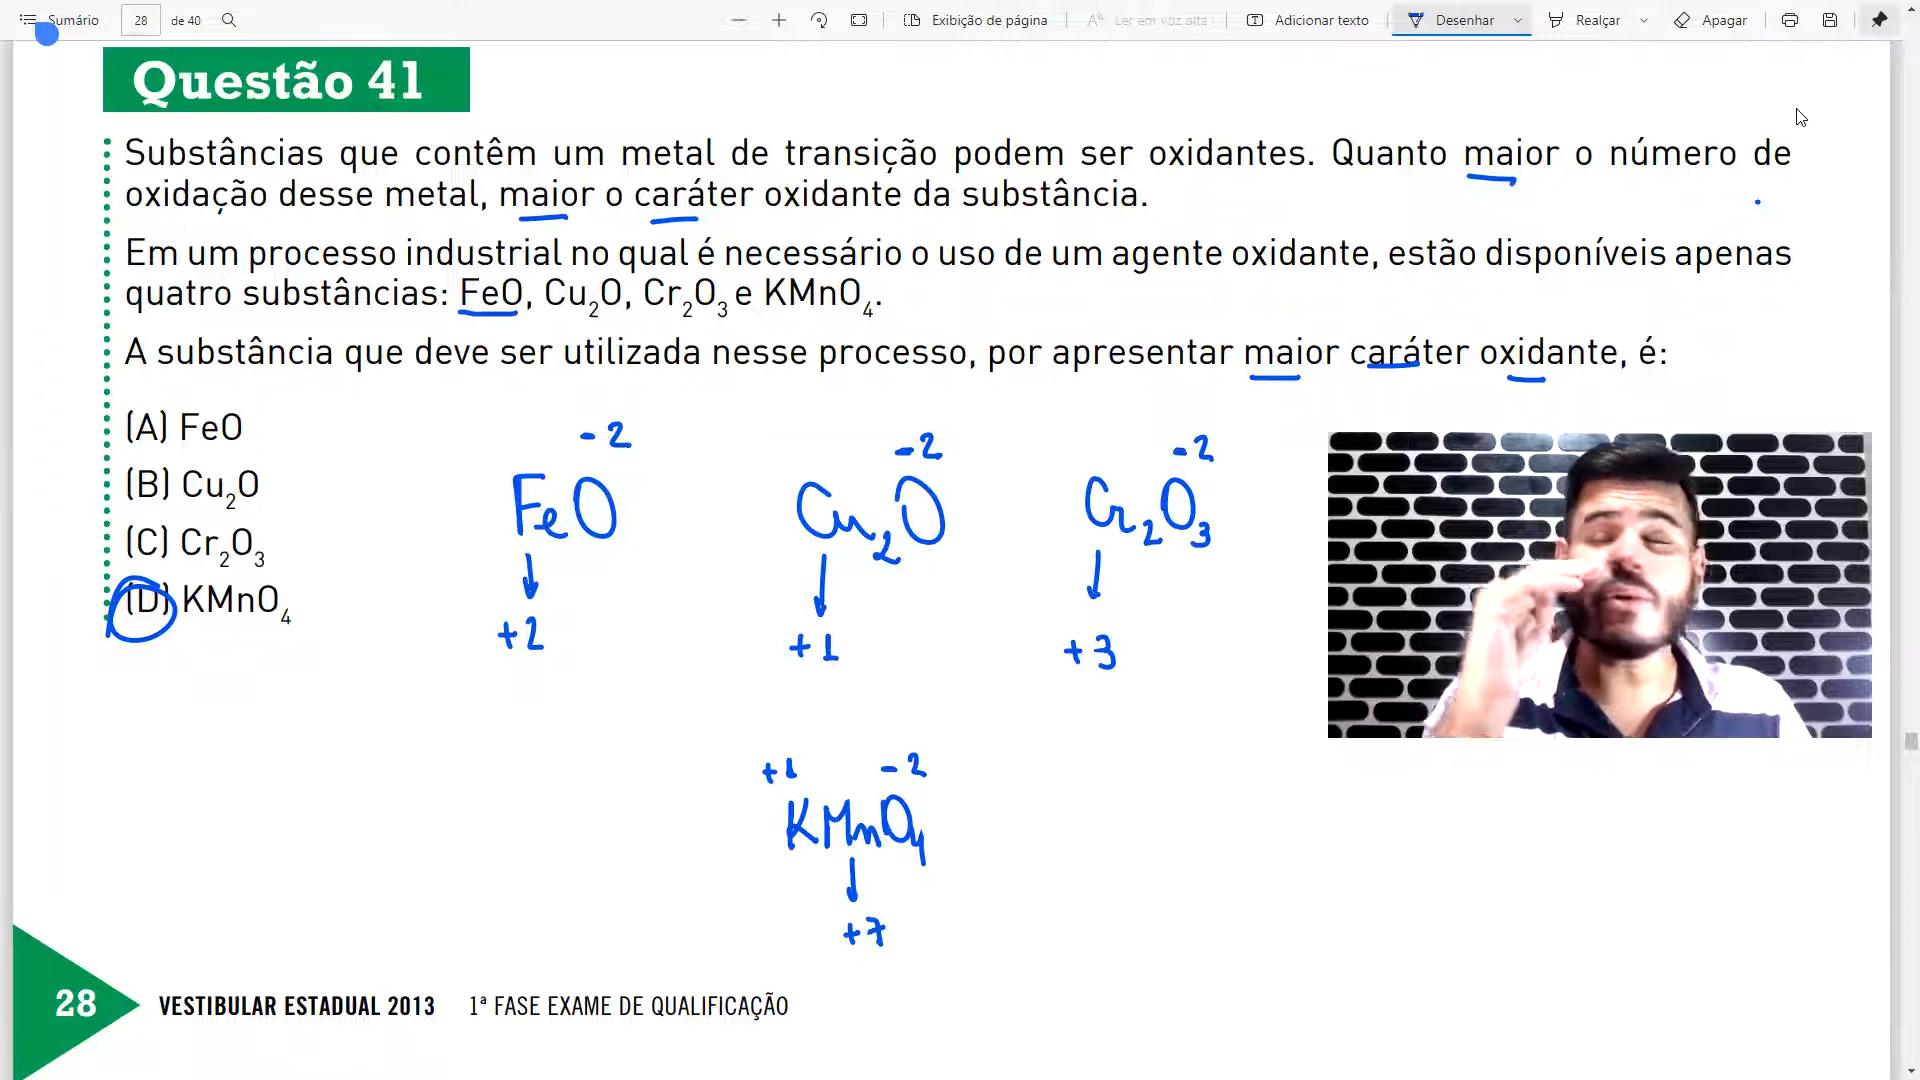 Sumário 28 de 40 Exibição de página Ler em voz alta Adicionar texto Desenhar Realçar Apagar
Questão 41
Substâncias que contêm um metal de transição podem ser oxidantes. Quanto maior o número de
oxidação desse metal, maior o caráter oxidante da substância.
Em um processo industrial no qual é necessário o uso de um agente oxidante, estão disponíveis apenas
quatro substâncias: FeO, Cu₂O, Cr₂O₃ e KMnO₄.
A substância que deve ser utilizada nesse processo, por apresentar maior caráter oxidante, é:
(A) FeO
(B) Cu₂O
(C) Cr₂O₃
(D) KMnO₄
-2 -2 -2
FeO Cu₂O Cr₂O₃
+2 +1 +3
+1 -2
KMnO₄
+7
28 VESTIBULAR ESTADUAL 2013 1ª FASE EXAME DE QUALIFICAÇÃO